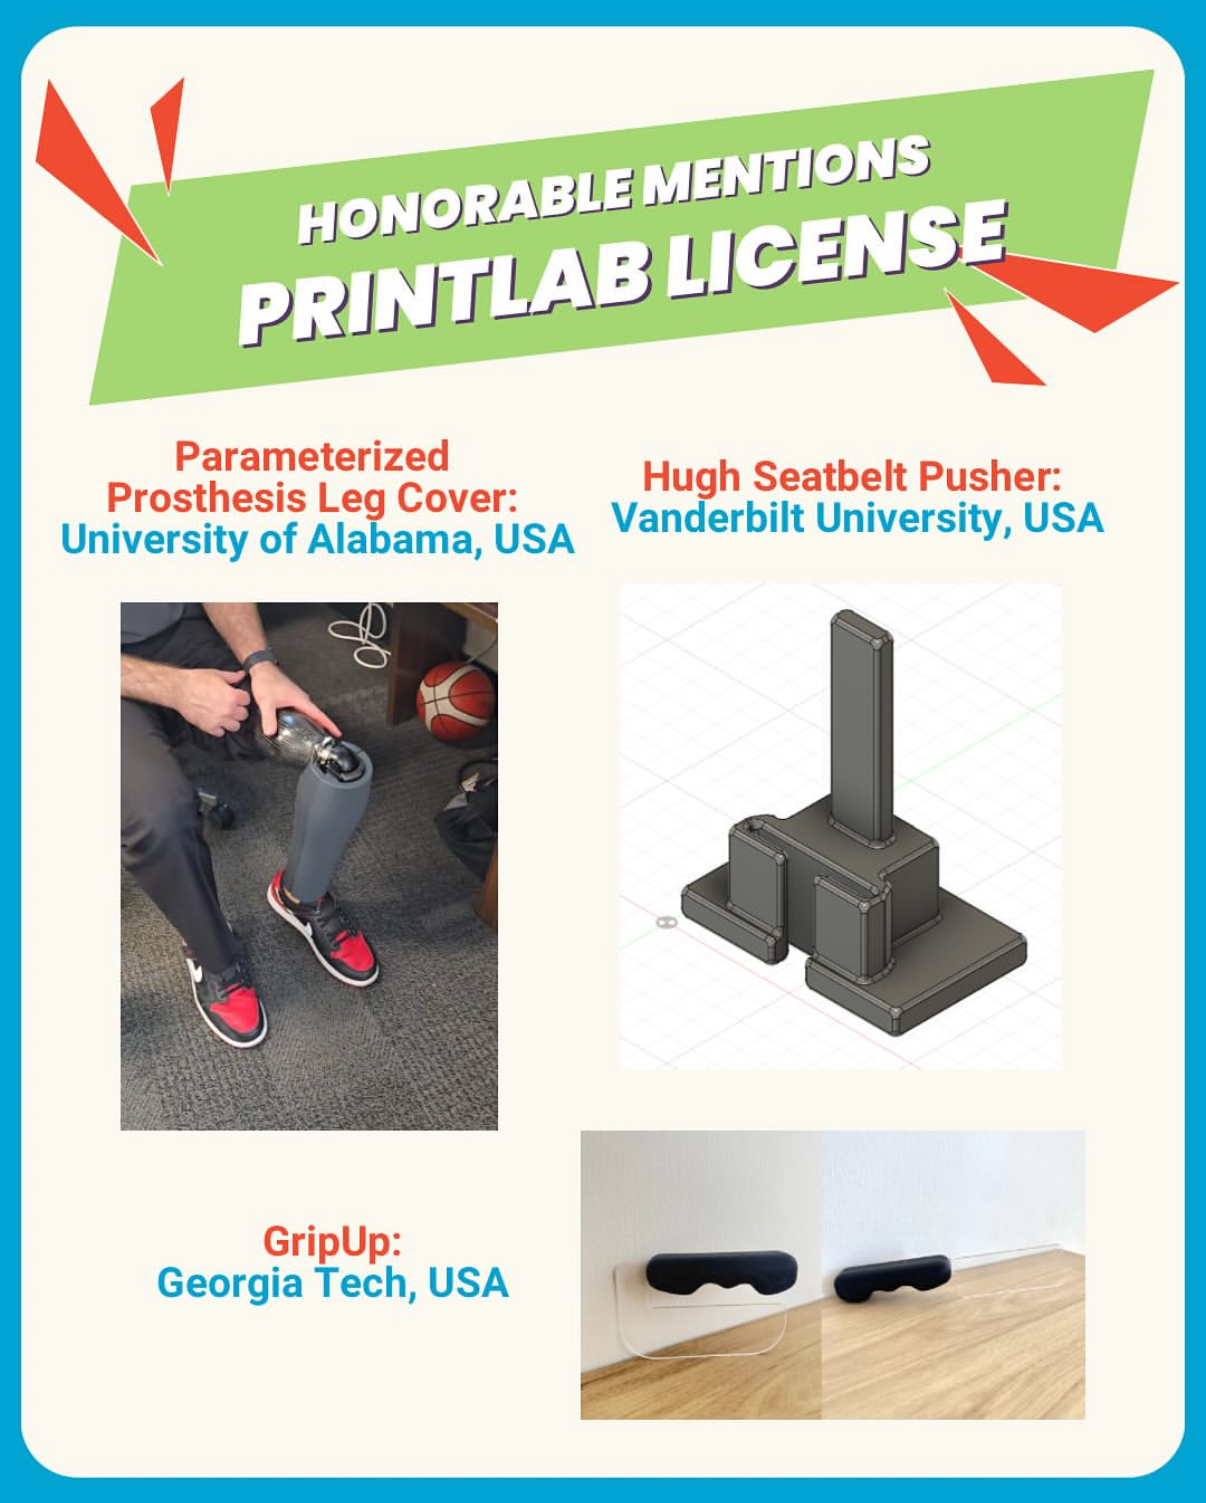 HONORABLE MENTIONS
PRINTLAB LICENSE
Parameterized
Prosthesis Leg Cover:
University of Alabama, USA
Hugh Seatbelt Pusher:
Vanderbilt University, USA
GripUp:
Georgia Tech, USA